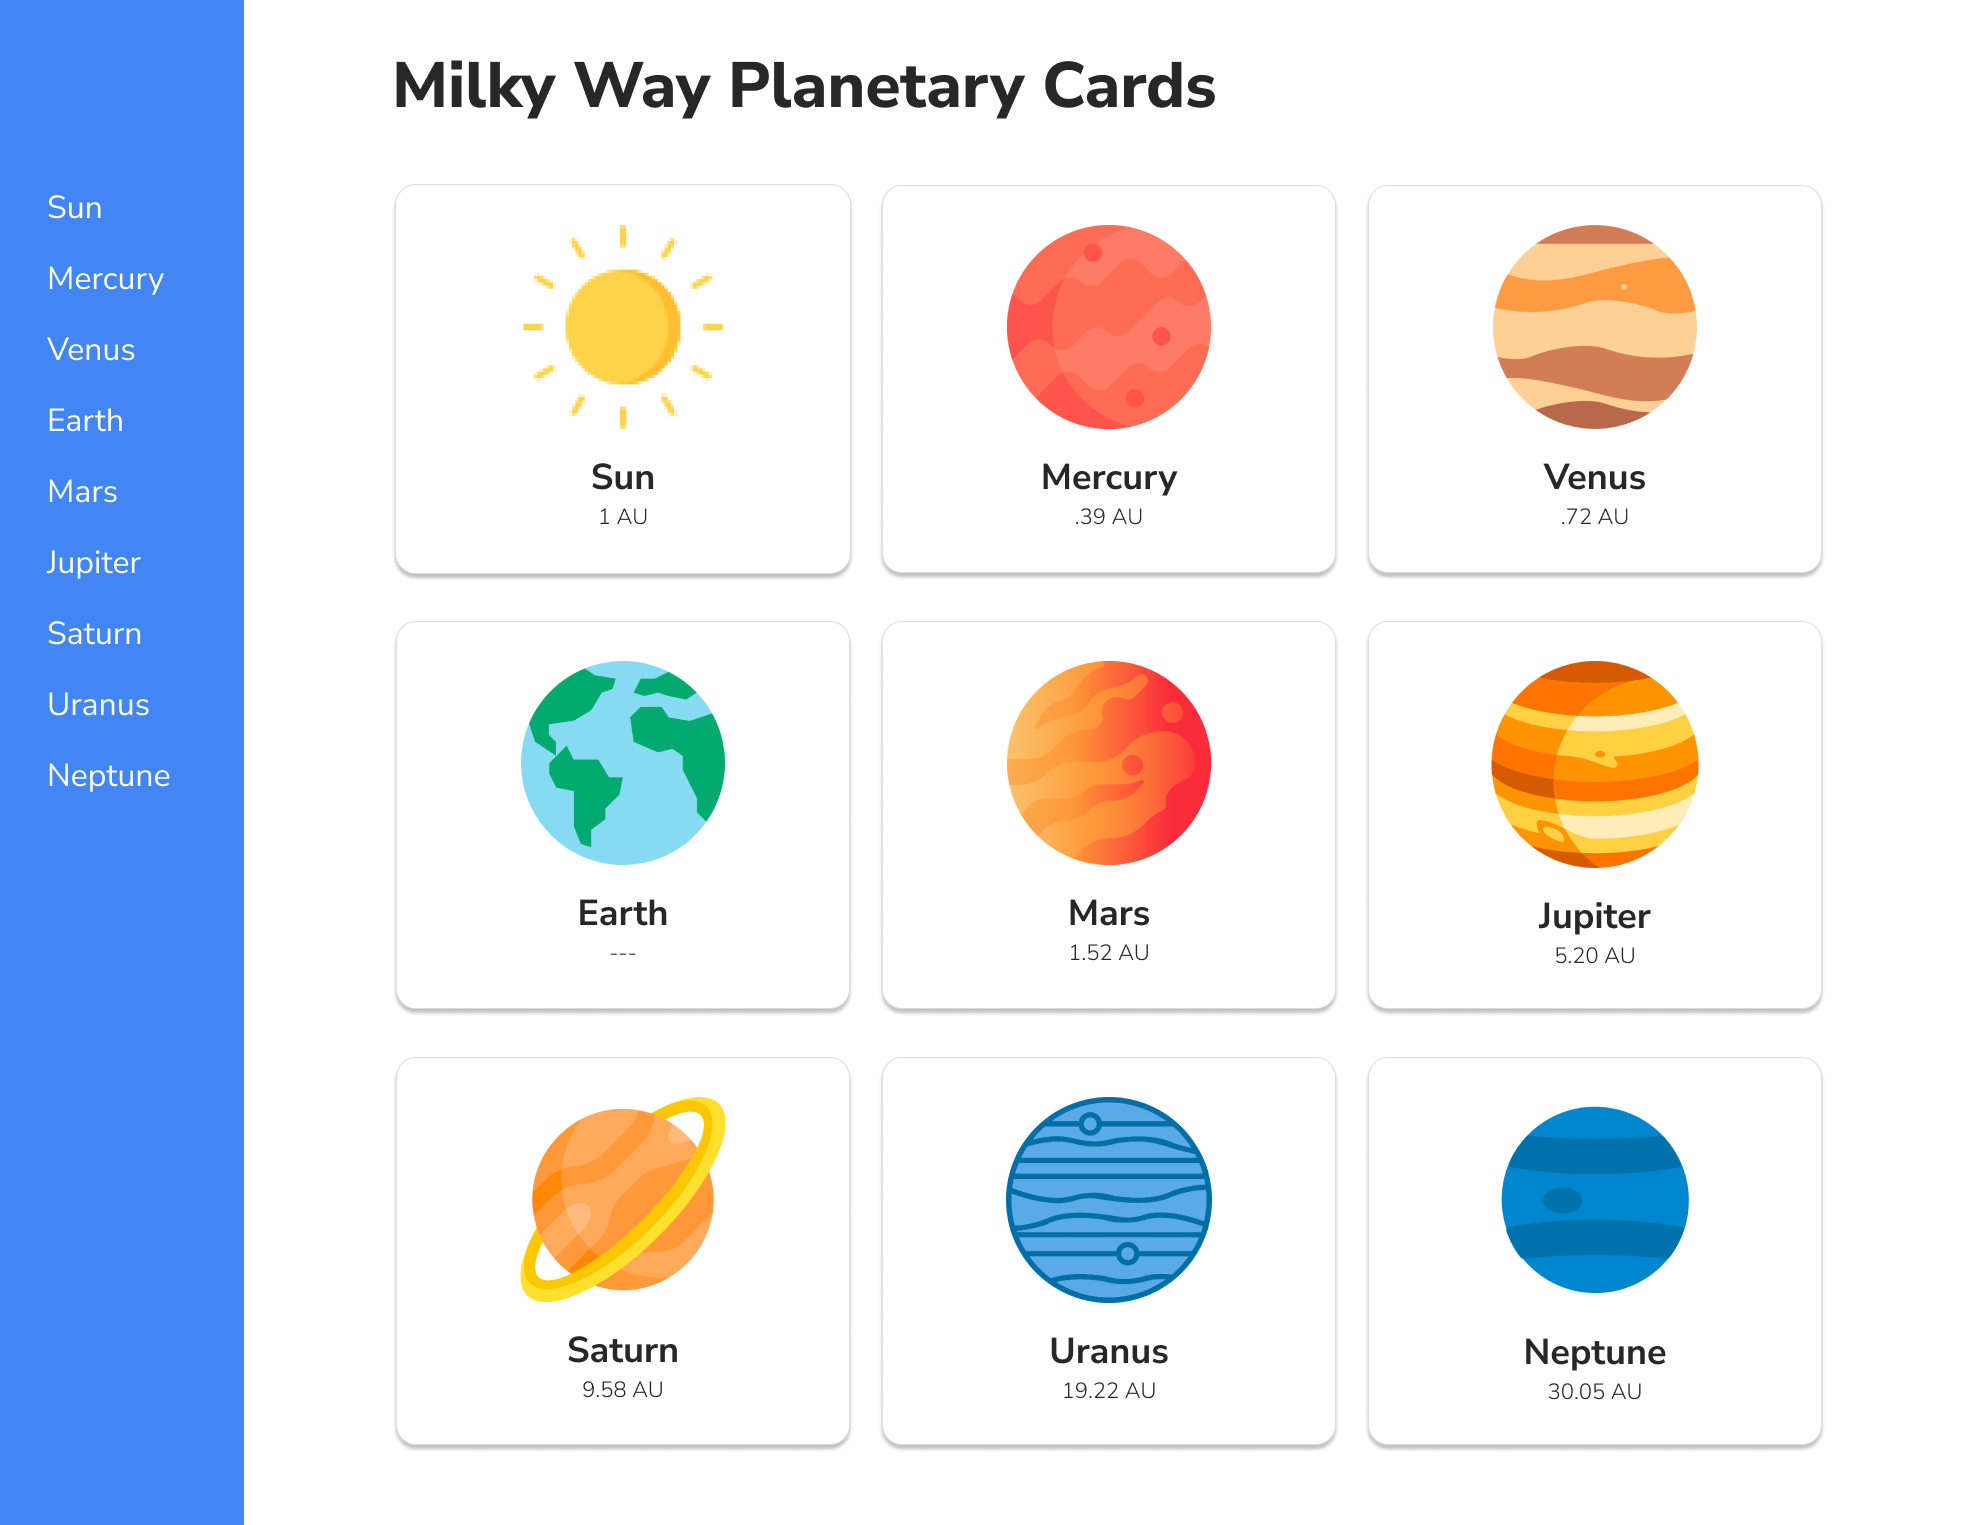 Milky Way Planetary Cards
Sun
Mercury
Venus
Earth
Mars
Jupiter
Saturn
Uranus
Neptune
Sun
1 AU
Mercury
.39 AU
Venus
.72 AU
Earth
---
Mars
1.52 AU
Jupiter
5.20 AU
Saturn
9.58 AU
Uranus
19.22 AU
Neptune
30.05 AU